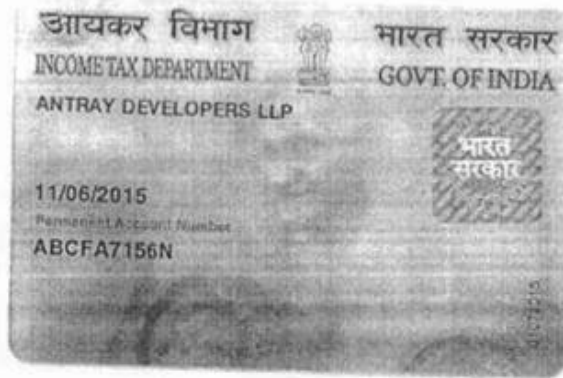 आयकर विभाग
INCOME TAX DEPARTMENT
भारत सरकार
GOVT. OF INDIA
ANTRAY DEVELOPERS LLP
भारत
सरकार
11/06/2015
Permanent Account Number
ABCFA7156N